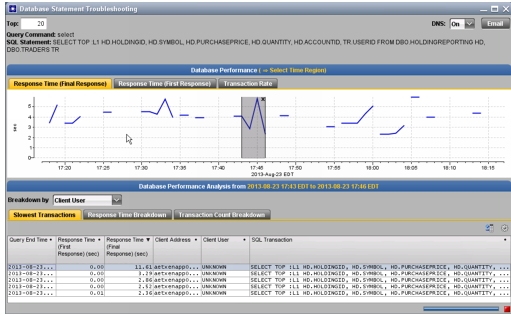 Database Statement Troubleshooting
Top: 20 DNS: On Email
Query Command: select
SQL Statement: SELECT TOP :L1 HD.HOLDINGID, HD.SYMBOL, HD.PURCHASEPRICE, HD.QUANTITY, HD.ACCOUNTID, TR.USERID FROM DBO.HOLDINGREPORTING HD,
DBO.TRADERS TR
Database Performance ( ⇨ Select Time Region)
Response Time (Final Response) Response Time (First Response) Transaction Rate
5
4
3
2
1
0
sec
17:20 17:25 17:30 17:35 17:40 17:45 17:50 17:55 18:00 18:05 18:10 18:15
2013-Aug-23 EDT
Database Performance Analysis from 2013-08-23 17:43 EDT to 2013-08-23 17:46 EDT
Breakdown by Client User
Slowest Transactions Response Time Breakdown Transaction Count Breakdown
Query End Time Response Time (First Response) (sec) Response Time (Final Response) (sec) Client Address Client User SQL Transaction
2013-08-23... 0.00 11.61 aetxenapp0... UNKNOWN SELECT TOP :L1 HD.HOLDINGID, HD.SYMBOL, HD.PURCHASEPRICE, HD.QUANTITY, ...
2013-08-23... 0.00 3.29 aetxenapp0... UNKNOWN SELECT TOP :L1 HD.HOLDINGID, HD.SYMBOL, HD.PURCHASEPRICE, HD.QUANTITY, ...
2013-08-23... 0.00 2.86 aetxenapp0... UNKNOWN SELECT TOP :L1 HD.HOLDINGID, HD.SYMBOL, HD.PURCHASEPRICE, HD.QUANTITY, ...
2013-08-23... 0.00 2.52 aetxenapp0... UNKNOWN SELECT TOP :L1 HD.HOLDINGID, HD.SYMBOL, HD.PURCHASEPRICE, HD.QUANTITY, ...
2013-08-23... 0.01 2.36 aetxenapp0... UNKNOWN SELECT TOP :L1 HD.HOLDINGID, HD.SYMBOL, HD.PURCHASEPRICE, HD.QUANTITY, ...